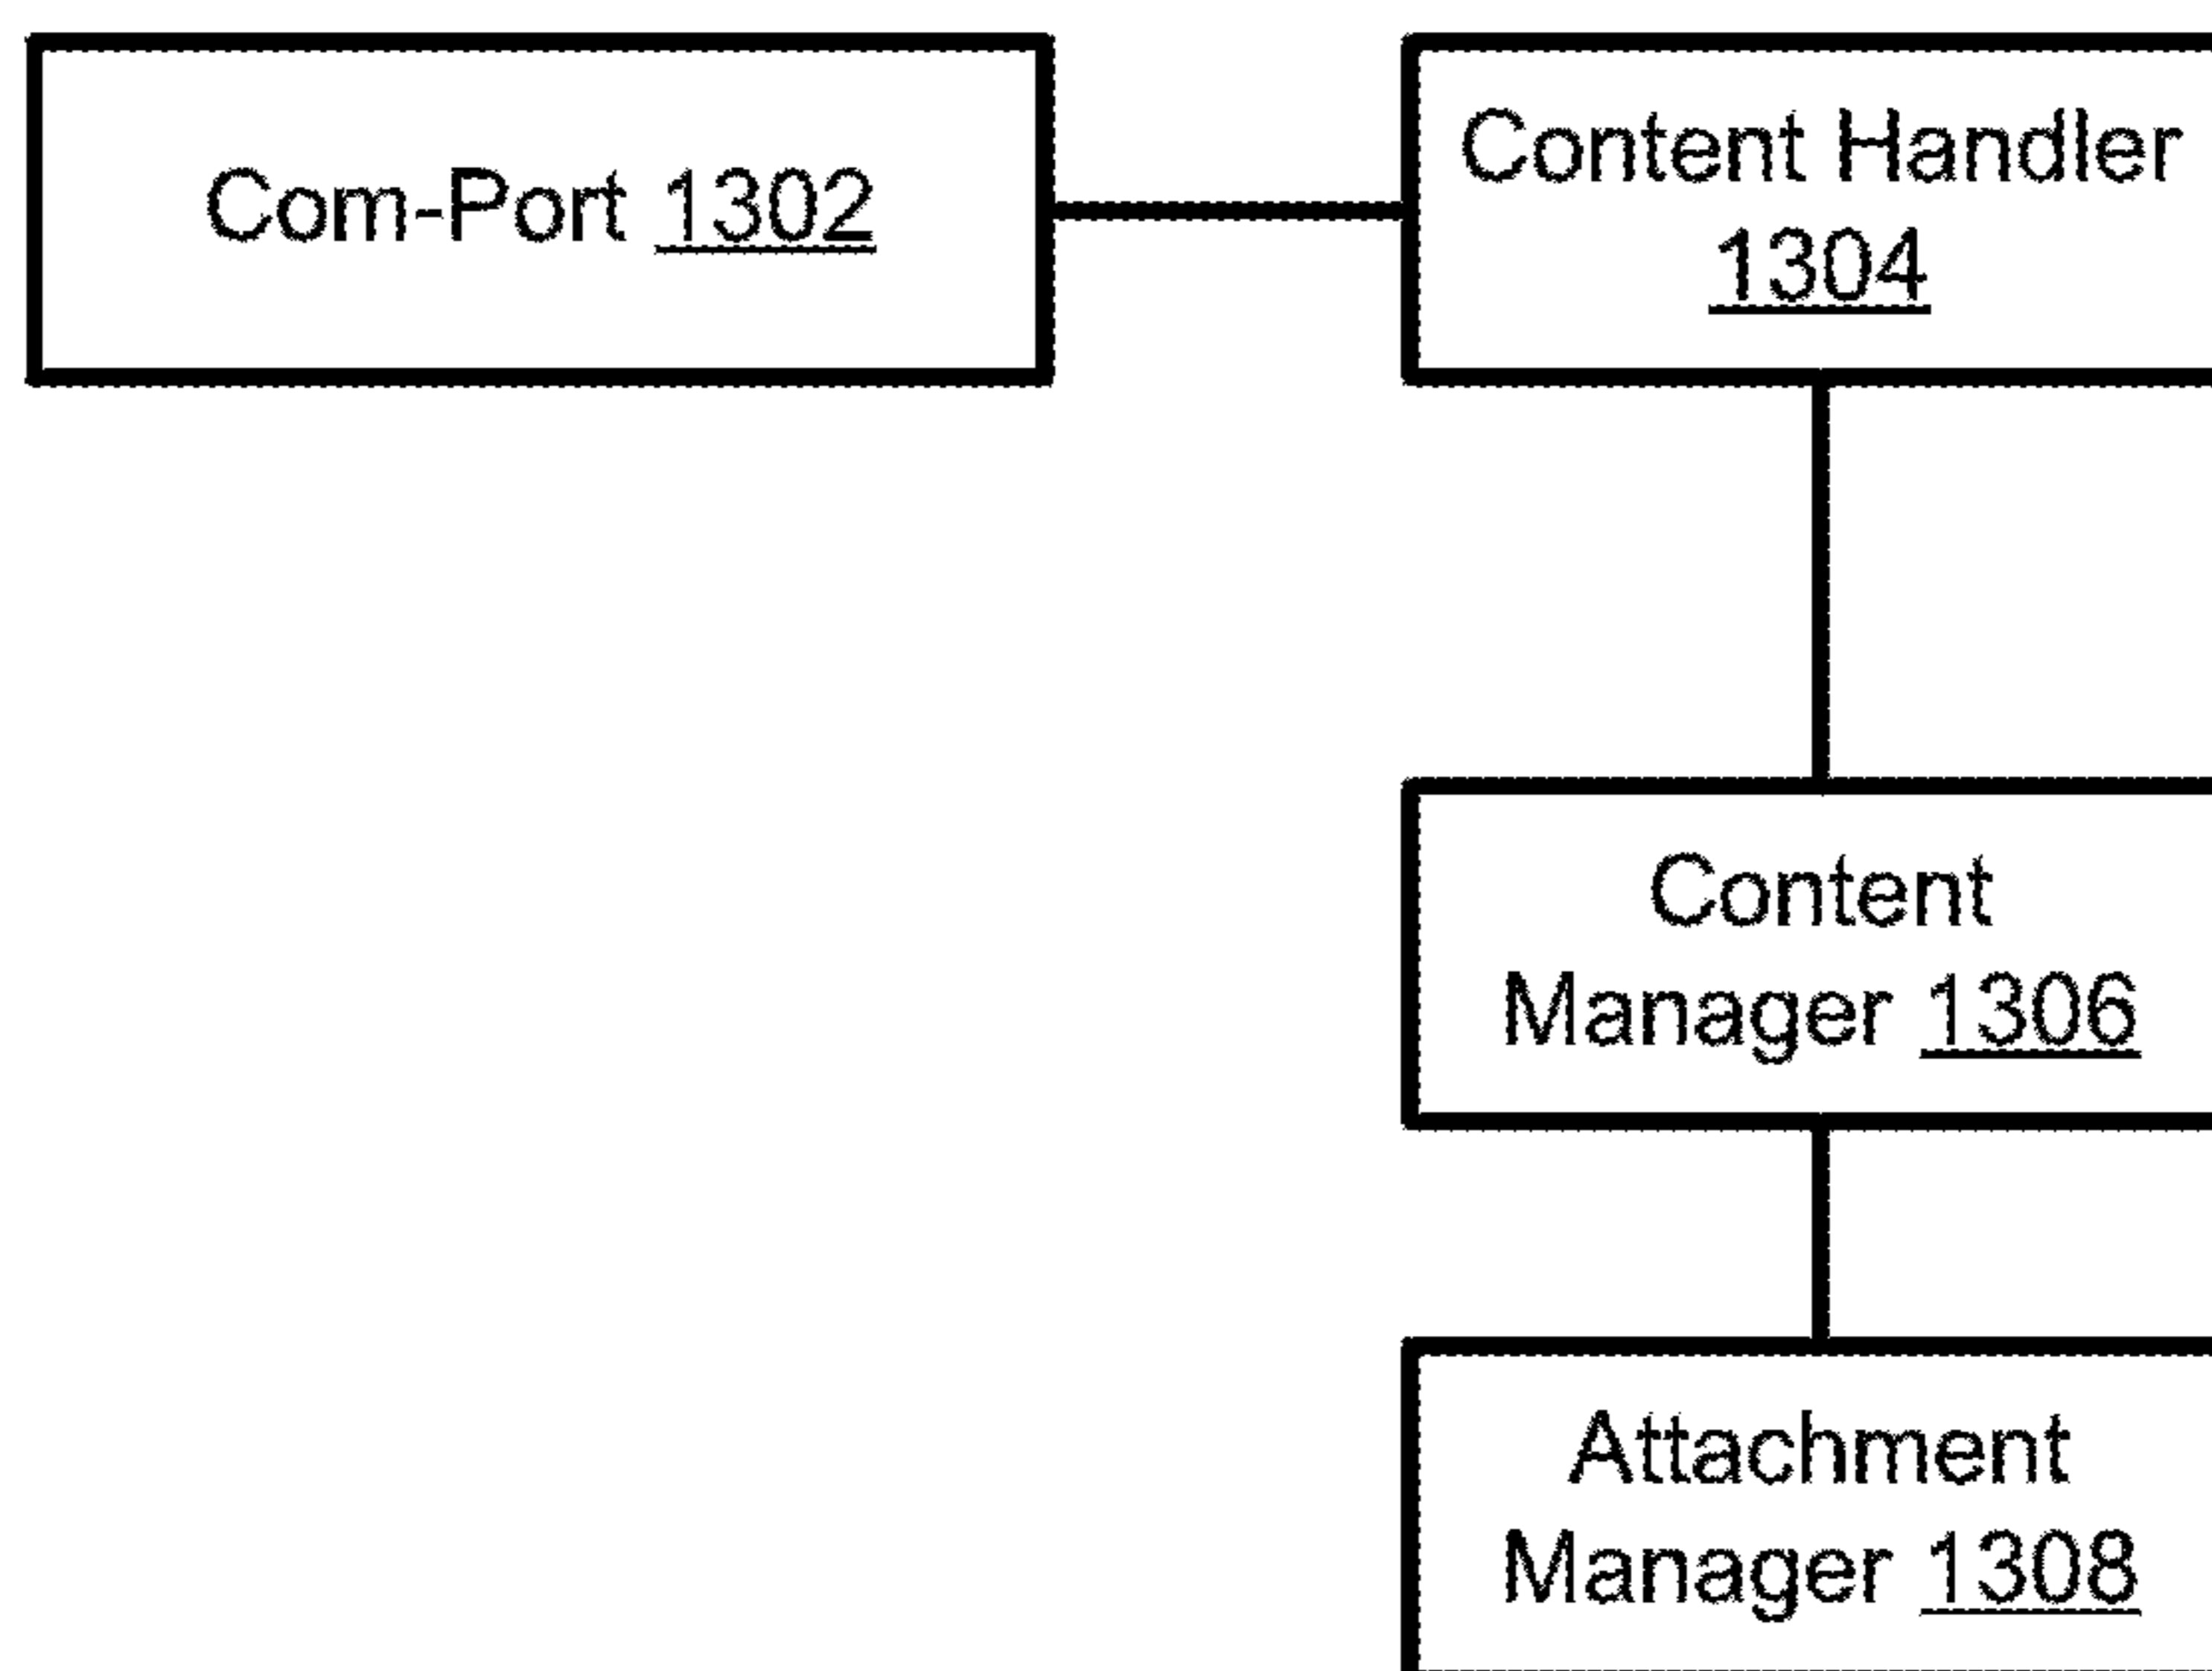 Com-Port 1302
Content Handler
1304
Content
Manager 1306
Attachment
Manager 1308